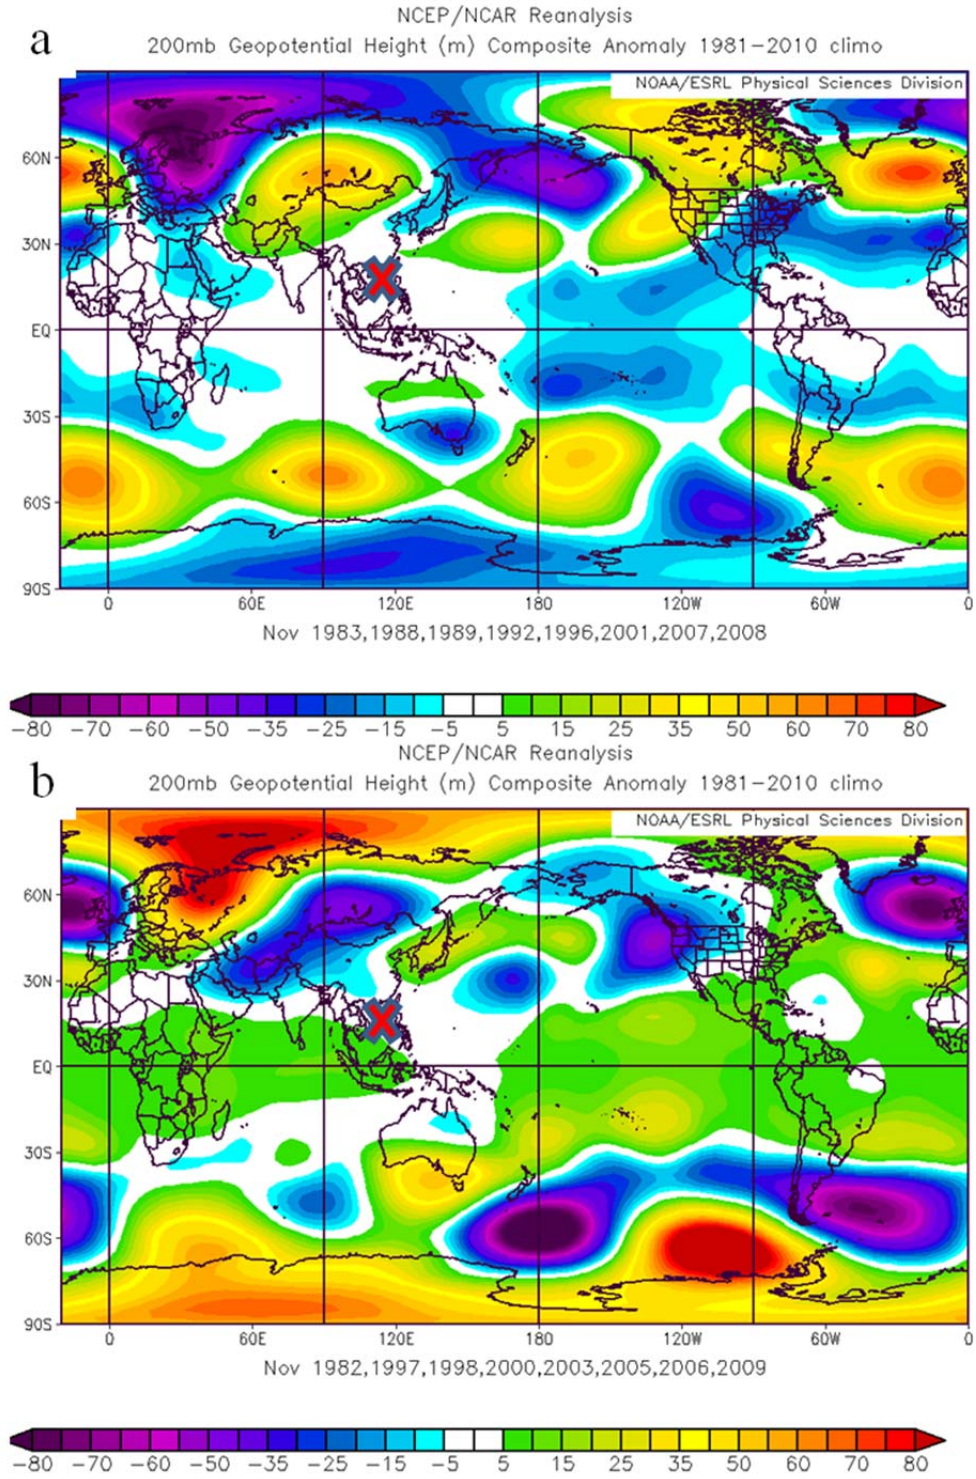 a
NCEP/NCAR Reanalysis
200mb Geopotential Height (m) Composite Anomaly 1981-2010 climo
NOAA/ESRL Physical Sciences Division
60N
30N
EQ
30S
60S
90S
0 60E 120E 180 120W 60W 0
Nov 1983,1988,1989,1992,1996,2001,2007,2008
-80 -70 -60 -50 -35 -25 -15 -5 5 15 25 35 50 60 70 80
b
NCEP/NCAR Reanalysis
200mb Geopotential Height (m) Composite Anomaly 1981-2010 climo
NOAA/ESRL Physical Sciences Division
60N
30N
EQ
30S
60S
90S
0 60E 120E 180 120W 60W 0
Nov 1982,1997,1998,2000,2003,2005,2006,2009
-80 -70 -60 -50 -35 -25 -15 -5 5 15 25 35 50 60 70 80